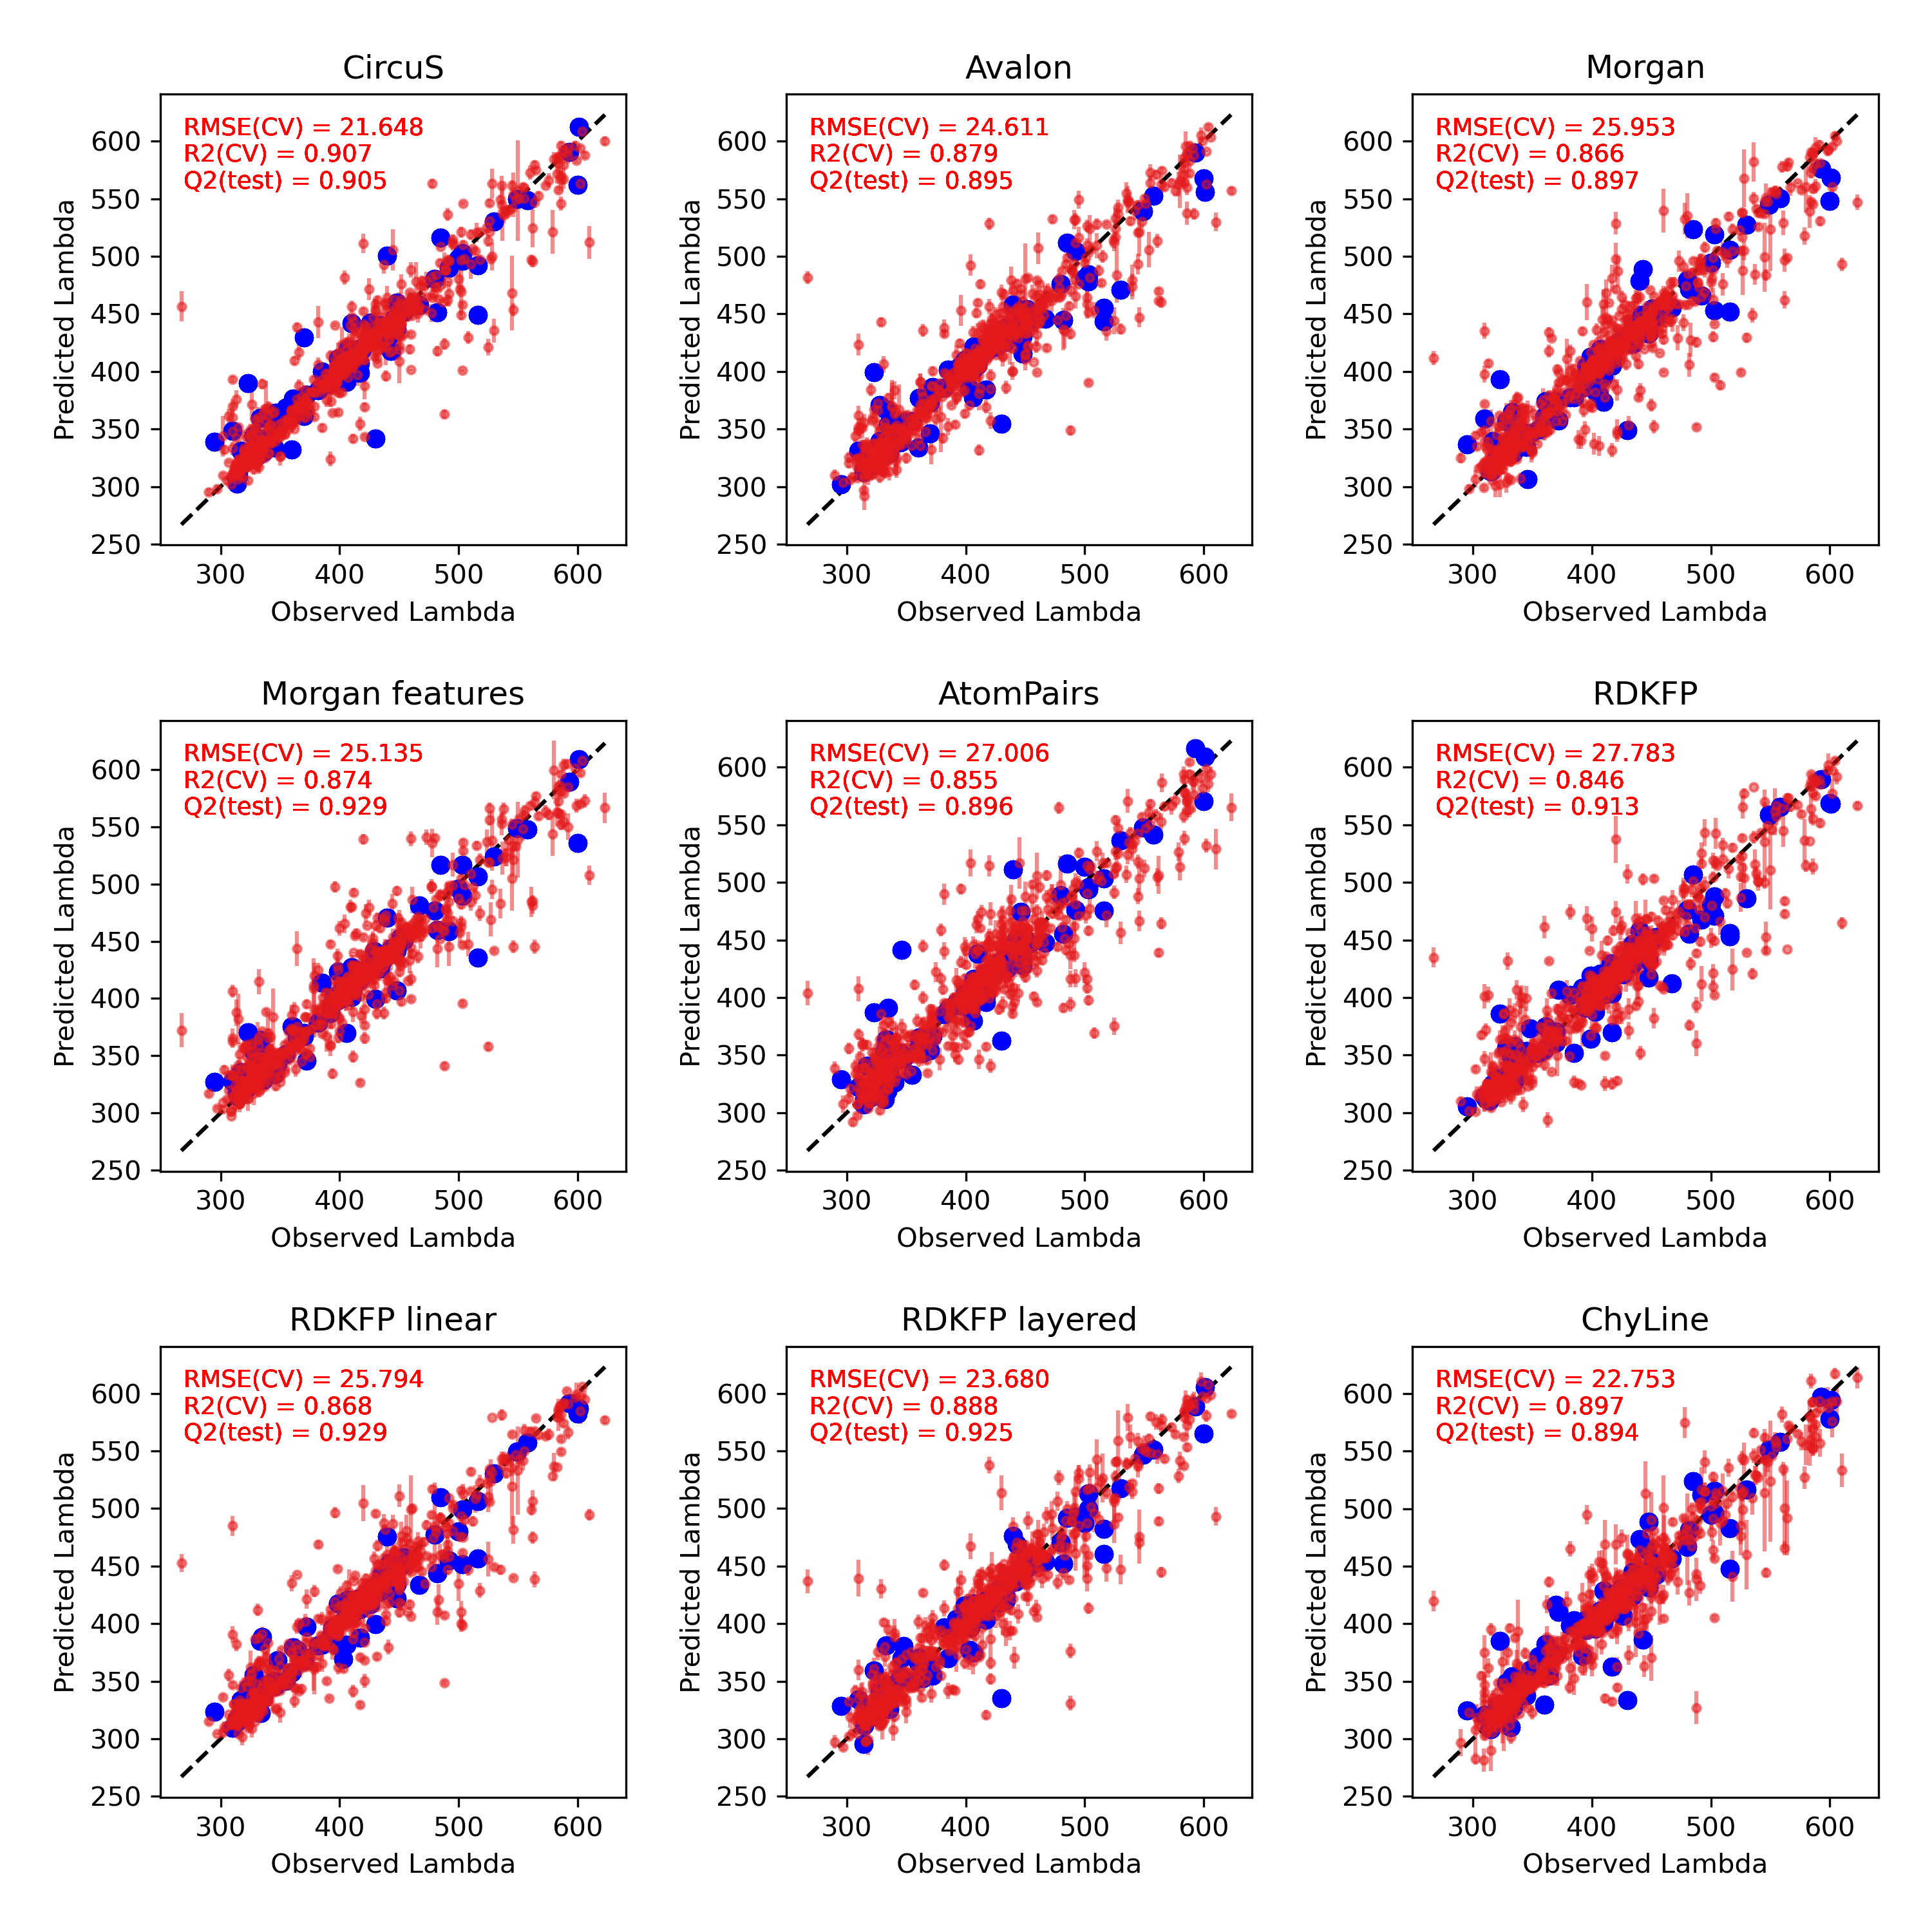 CircuS
RMSE(CV) = 21.648
R2(CV) = 0.907
Q2(test) = 0.905
600
550
500
450
400
350
300
250
Predicted Lambda
300 400 500 600
Observed Lambda
Avalon
RMSE(CV) = 24.611
R2(CV) = 0.879
Q2(test) = 0.895
600
550
500
450
400
350
300
250
Predicted Lambda
300 400 500 600
Observed Lambda
Morgan
RMSE(CV) = 25.953
R2(CV) = 0.866
Q2(test) = 0.897
600
550
500
450
400
350
300
250
Predicted Lambda
300 400 500 600
Observed Lambda
Morgan features
RMSE(CV) = 25.135
R2(CV) = 0.874
Q2(test) = 0.929
600
550
500
450
400
350
300
250
Predicted Lambda
300 400 500 600
Observed Lambda
AtomPairs
RMSE(CV) = 27.006
R2(CV) = 0.855
Q2(test) = 0.896
600
550
500
450
400
350
300
250
Predicted Lambda
300 400 500 600
Observed Lambda
RDKFP
RMSE(CV) = 27.783
R2(CV) = 0.846
Q2(test) = 0.913
600
550
500
450
400
350
300
250
Predicted Lambda
300 400 500 600
Observed Lambda
RDKFP linear
RMSE(CV) = 25.794
R2(CV) = 0.868
Q2(test) = 0.929
600
550
500
450
400
350
300
250
Predicted Lambda
300 400 500 600
Observed Lambda
RDKFP layered
RMSE(CV) = 23.680
R2(CV) = 0.888
Q2(test) = 0.925
600
550
500
450
400
350
300
250
Predicted Lambda
300 400 500 600
Observed Lambda
ChyLine
RMSE(CV) = 22.753
R2(CV) = 0.897
Q2(test) = 0.894
600
550
500
450
400
350
300
250
Predicted Lambda
300 400 500 600
Observed Lambda